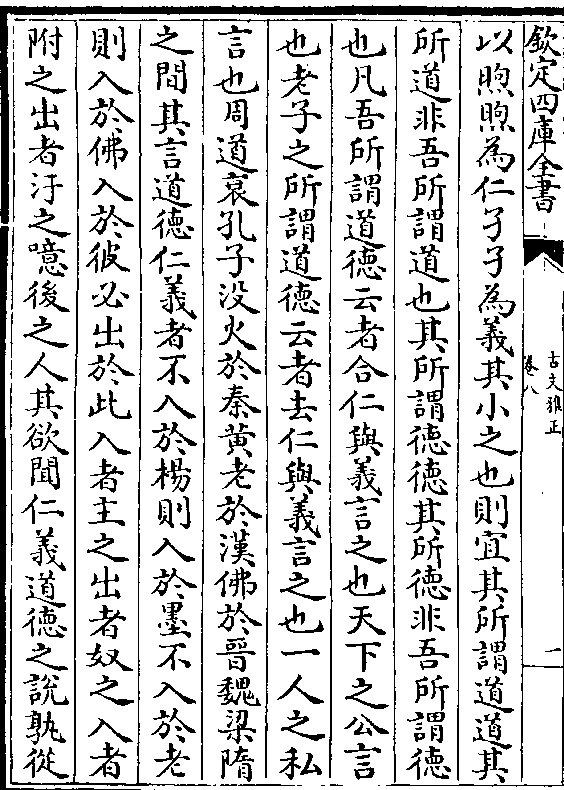 欽定四庫全書
古文雅正
卷八
一
以煦煦為仁孑孑為義其小之也則宜其所謂道道其
所道非吾所謂道也其所謂德德其所德非吾所謂德
也凡吾所謂道德云者合仁與義言之也天下之公言
也老子之所謂道德云者去仁與義言之也一人之私
言也周道衰孔子没火於秦黄老於漢佛於晉魏梁隋
之間其言道德仁義者不入於楊則入於墨不入於老
則入於佛入於彼必出於此入者主之出者奴之入者
附之出者汙之噫後之人其欲聞仁義道德之說孰從